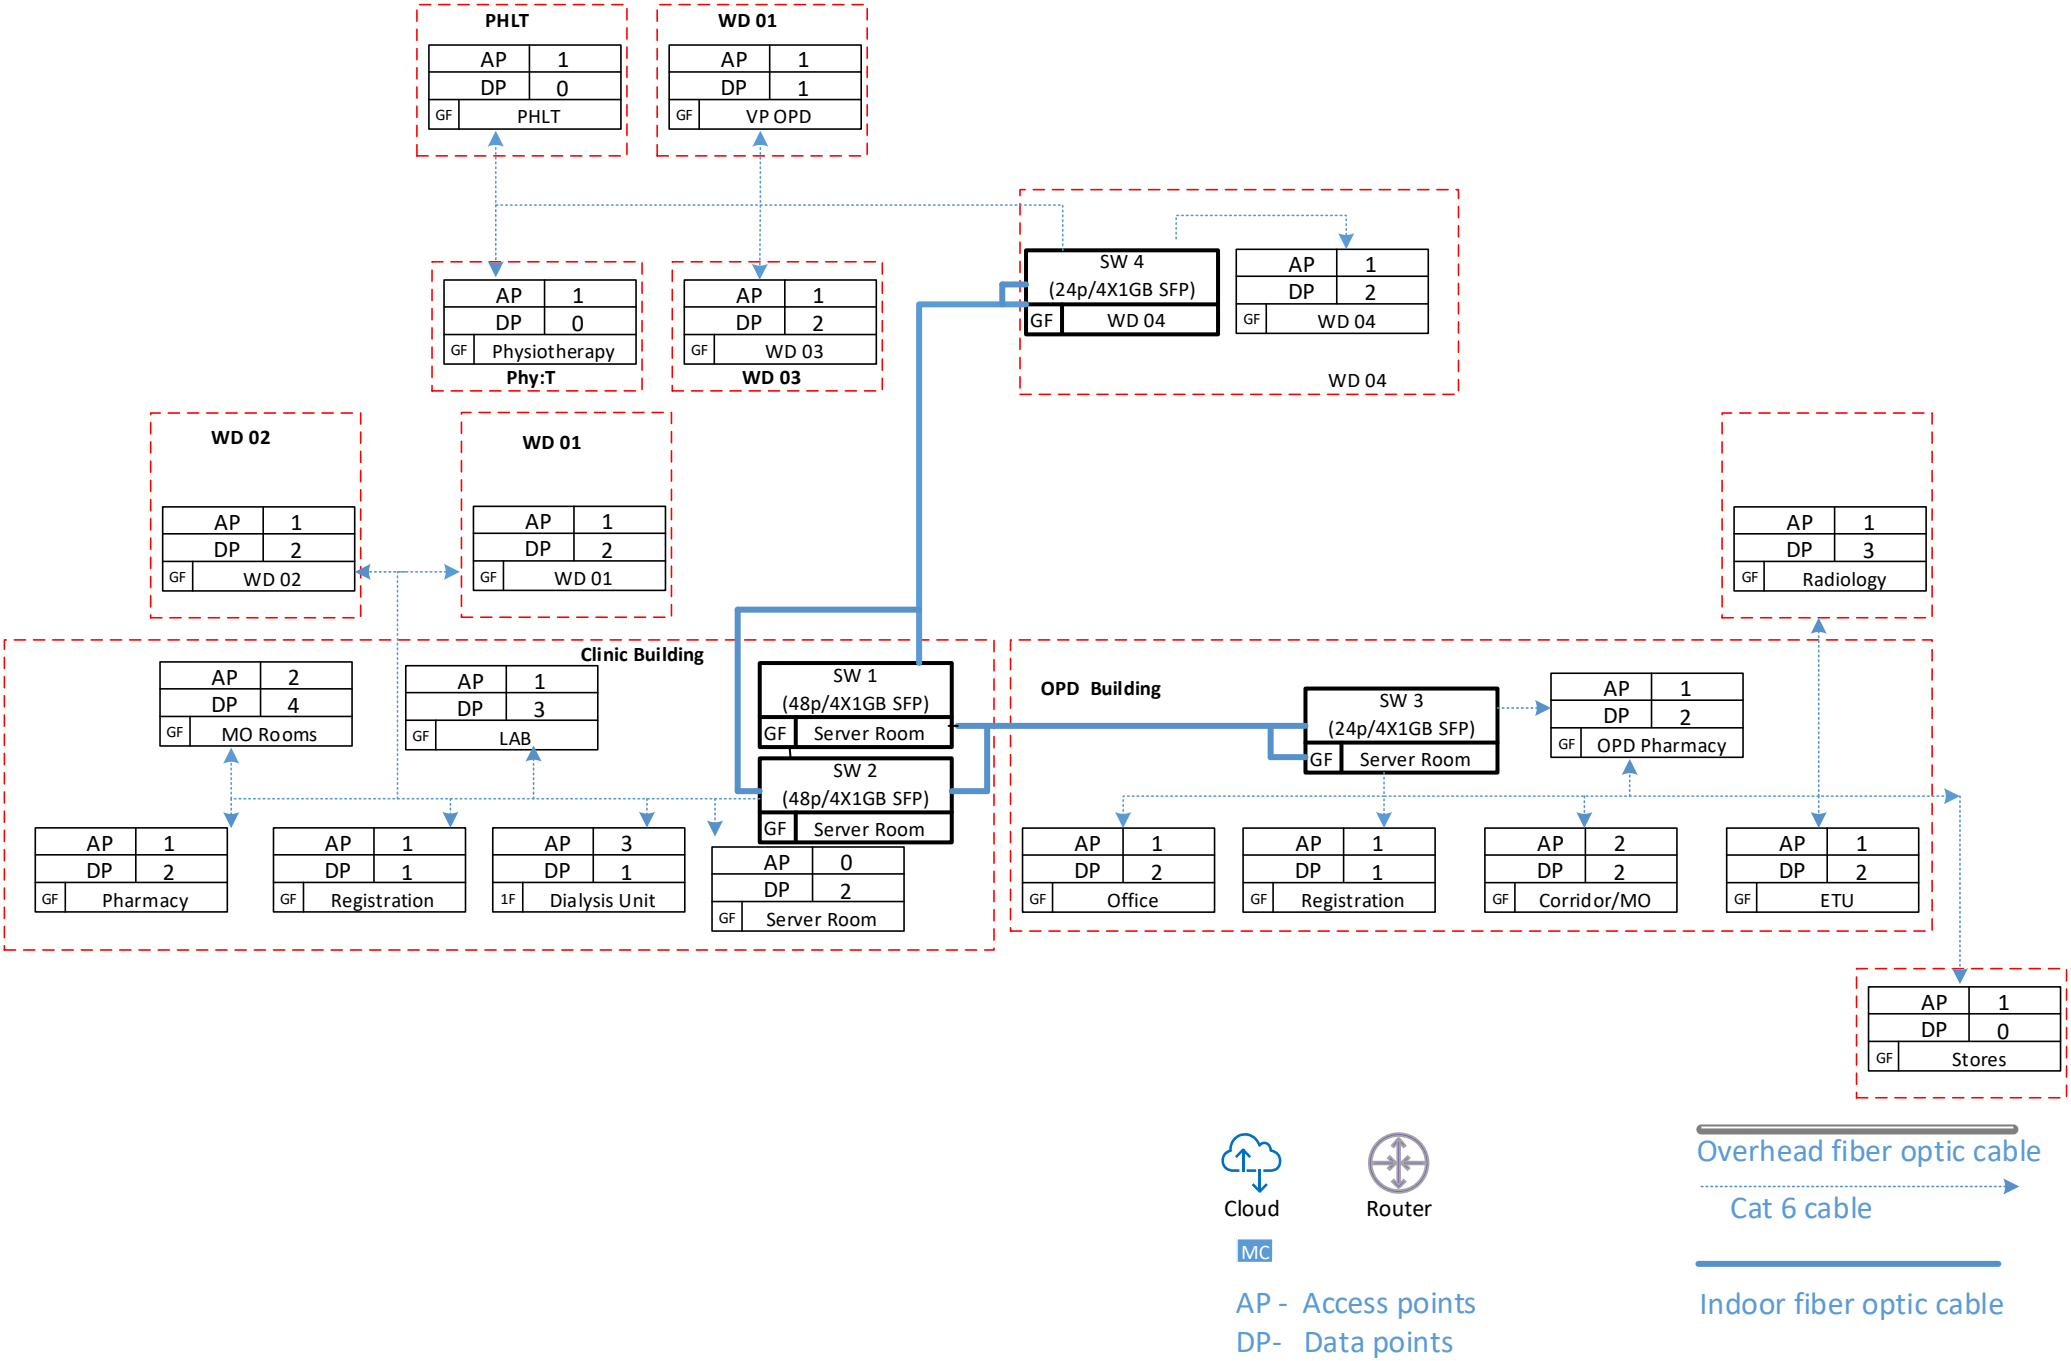 PHLT
AP 1
DP 0
GF PHLT
WD 01
AP 1
DP 1
GF VP OPD
AP 1
DP 0
GF Physiotherapy
Phy:T
AP 1
DP 2
GF WD 03
WD 03
SW 4
(24p/4X1GB SFP)
GF WD 04
AP 1
DP 2
GF WD 04
WD 04
WD 02
AP 1
DP 2
GF WD 02
WD 01
AP 1
DP 2
GF WD 01
AP 1
DP 3
GF Radiology
Clinic Building
AP 2
DP 4
GF MO Rooms
AP 1
DP 3
GF LAB
SW 1
(48p/4X1GB SFP)
GF Server Room
SW 2
(48p/4X1GB SFP)
GF Server Room
AP 1
DP 2
GF Pharmacy
AP 1
DP 1
GF Registration
AP 3
DP 1
1F Dialysis Unit
AP 0
DP 2
GF Server Room
OPD Building
SW 3
(24p/4X1GB SFP)
GF Server Room
AP 1
DP 2
GF OPD Pharmacy
AP 1
DP 2
GF Office
AP 1
DP 1
GF Registration
AP 2
DP 2
GF Corridor/MO
AP 1
DP 2
GF ETU
AP 1
DP 0
GF Stores
Cloud
Router
MC
AP - Access points
DP- Data points
Overhead fiber optic cable
Cat 6 cable
Indoor fiber optic cable